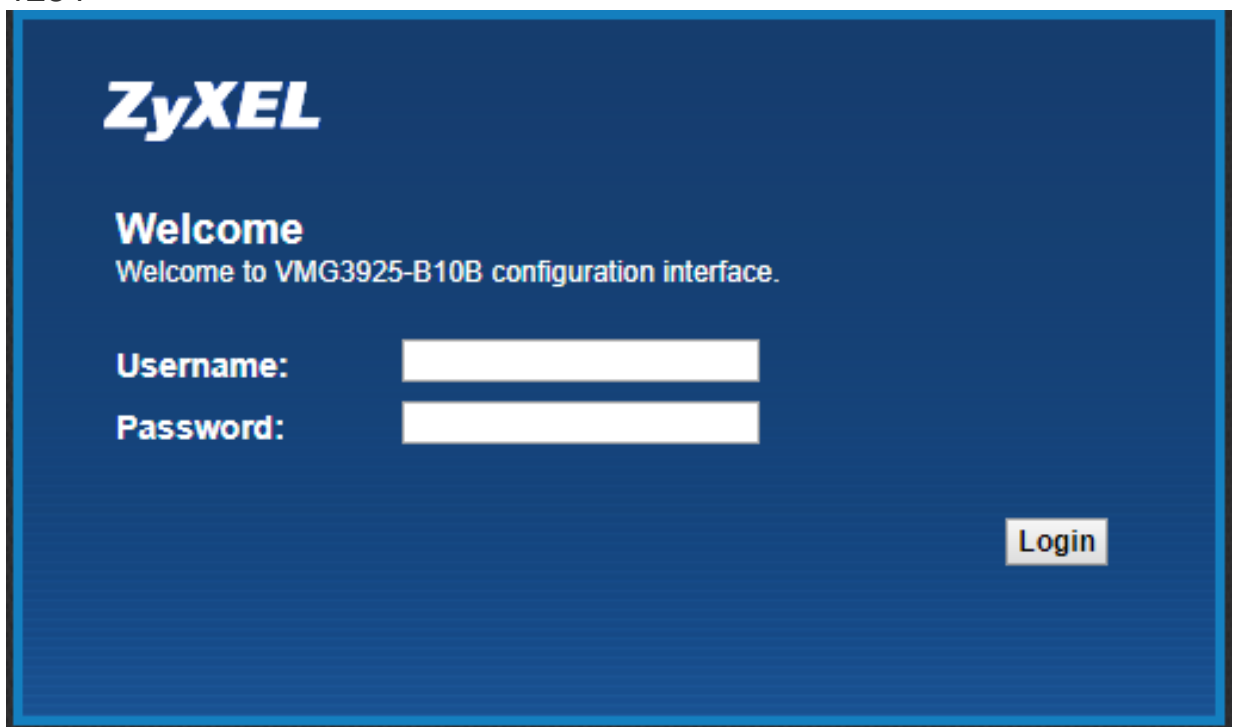 ZyXEL
Welcome
Welcome to VMG3925-B10B configuration interface.
Username:
Password:
Login